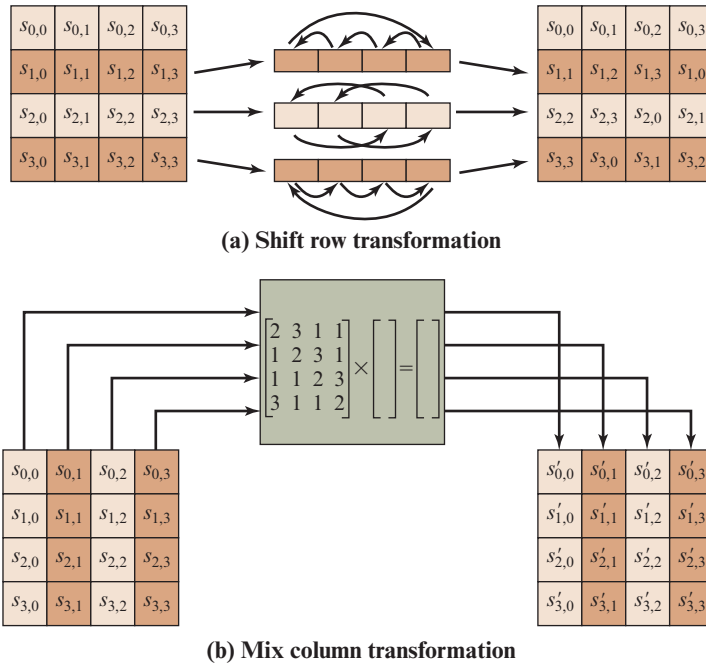 s0,0 s0,1 s0,2 s0,3 s0,0 s0,1 s0,2 s0,3
s1,0 s1,1 s1,2 s1,3 s1,1 s1,2 s1,3 s1,0
s2,0 s2,1 s2,2 s2,3 s2,2 s2,3 s2,0 s2,1
s3,0 s3,1 s3,2 s3,3 s3,3 s3,0 s3,1 s3,2
(a) Shift row transformation
2 3 1 1
1 2 3 1
1 1 2 3
3 1 1 2
× =
s0,0 s0,1 s0,2 s0,3 s′0,0 s′0,1 s′0,2 s′0,3
s1,0 s1,1 s1,2 s1,3 s′1,0 s′1,1 s′1,2 s′1,3
s2,0 s2,1 s2,2 s2,3 s′2,0 s′2,1 s′2,2 s′2,3
s3,0 s3,1 s3,2 s3,3 s′3,0 s′3,1 s′3,2 s′3,3
(b) Mix column transformation